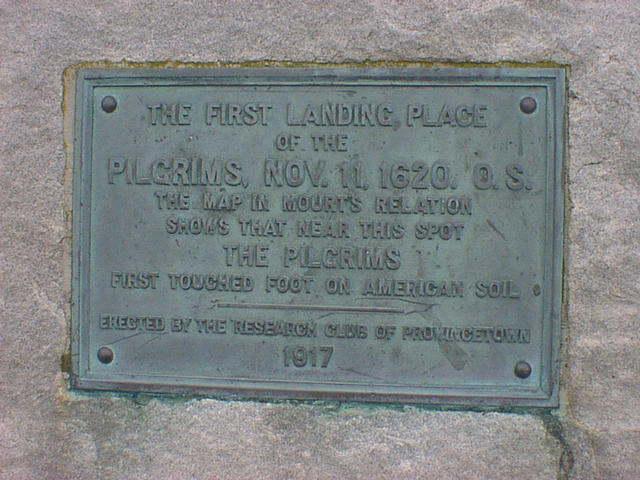 THE FIRST LANDING PLACE
OF THE
PILGRIMS, NOV. 11, 1620. O.S.
THE MAP IN MOURT'S RELATION
SHOWS THAT NEAR THIS SPOT
THE PILGRIMS
FIRST TOUCHED FOOT ON AMERICAN SOIL
ERECTED BY THE RESEARCH CLUB OF PROVINCETOWN
1917